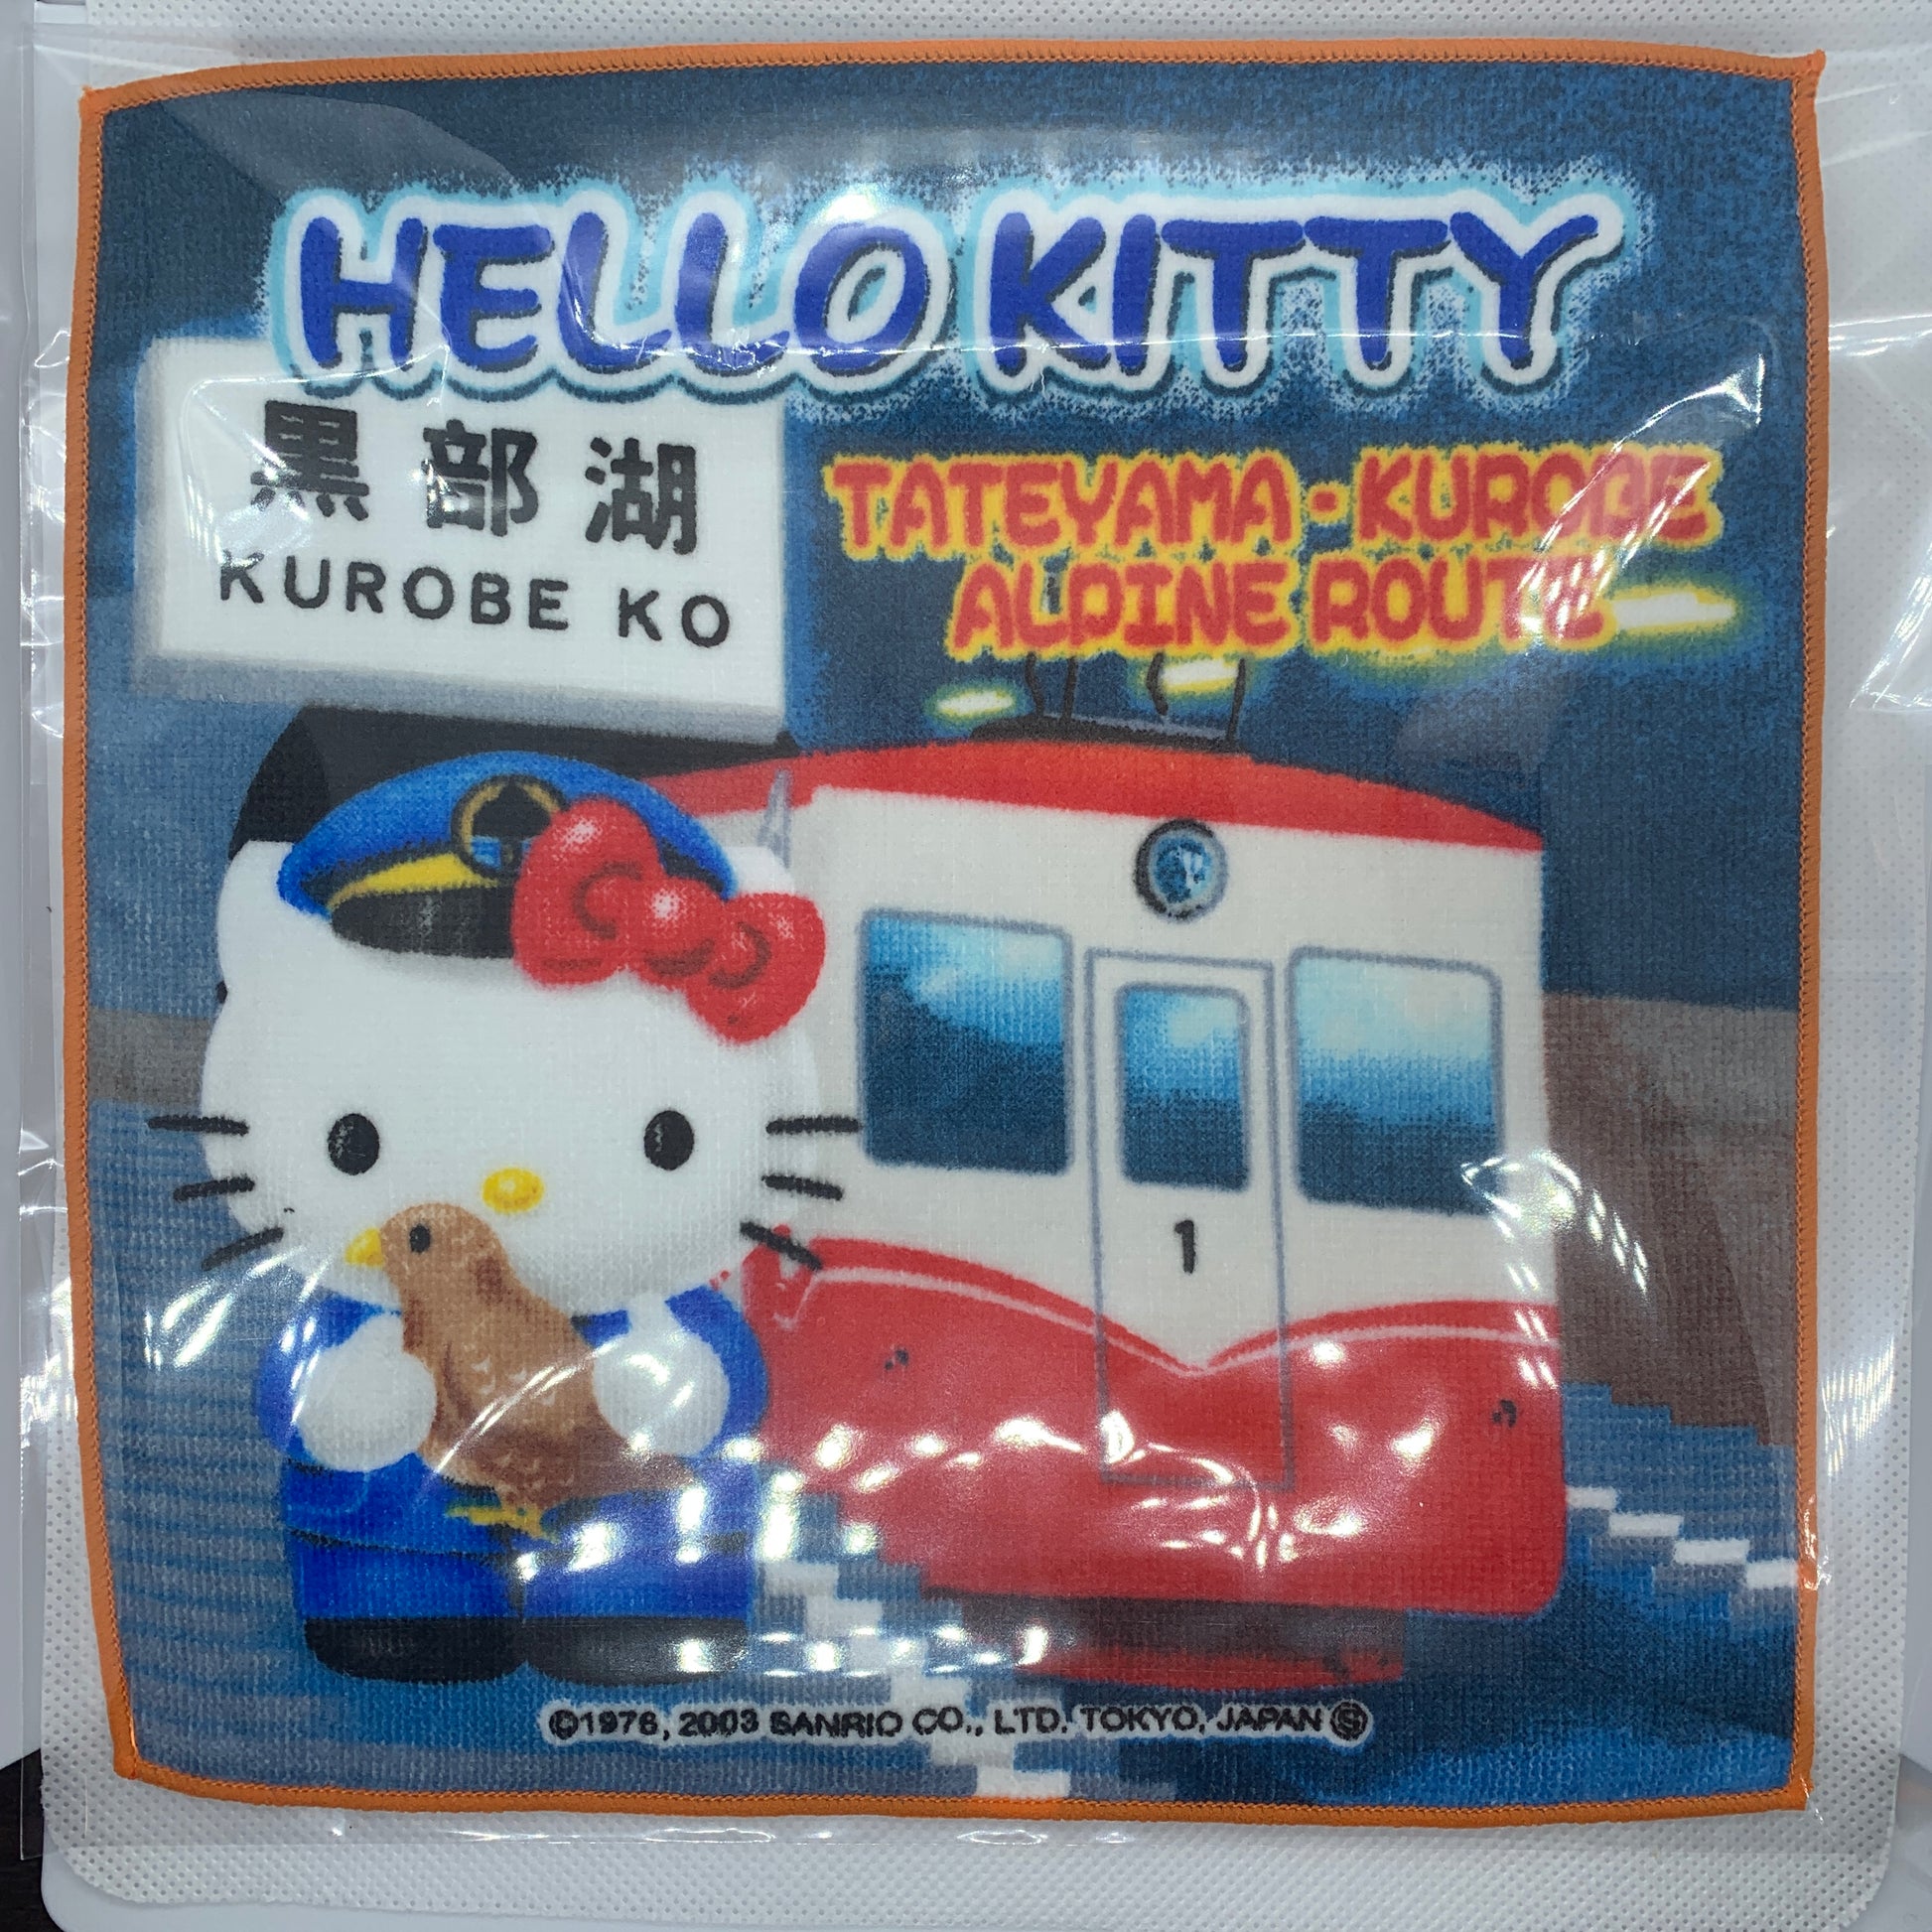 HELLO KITTY
黒部湖
KUROBE KO
TATEYAMA・KUROBE
ALPINE ROUTE
1
©1976, 2003 SANRIO CO., LTD. TOKYO, JAPAN Ⓢ